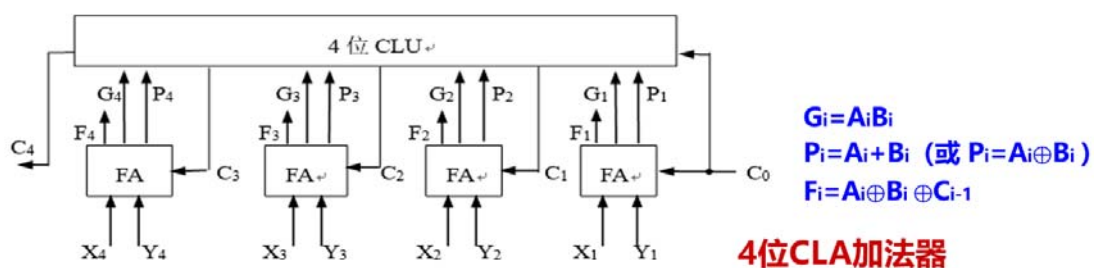 4 位 CLU↵
G4 P4 G3 P3 G2 P2 G1 P1
F4 F3 F2 F1
C4 FA C3 FA↵ C2 FA↵ C1 FA↵ C0
X4 Y4 X3 Y3 X2 Y2 X1 Y1
Gi=AiBi
Pi=Ai+Bi (或 Pi=Ai⊕Bi )
Fi=Ai⊕Bi ⊕Ci-1
4位CLA加法器